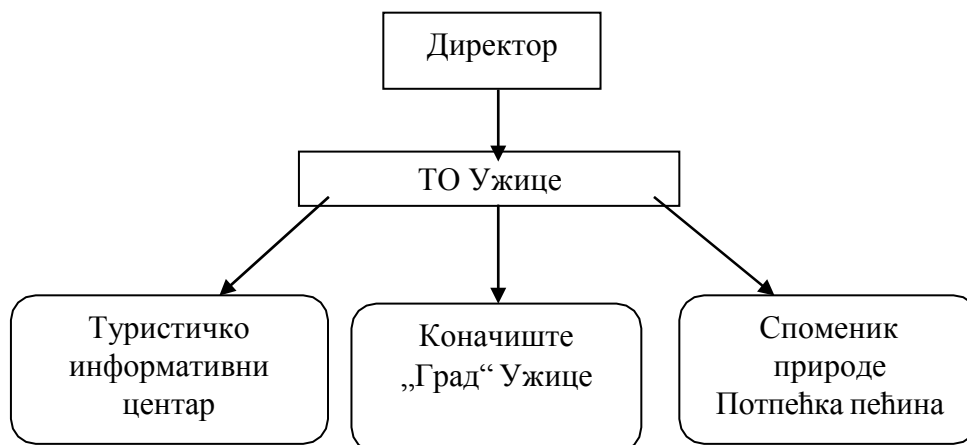 Директор
ТО Ужице
Туристичко
информативни
центар
Коначиште
„Град“ Ужице
Споменик
природе
Потпећка пећина